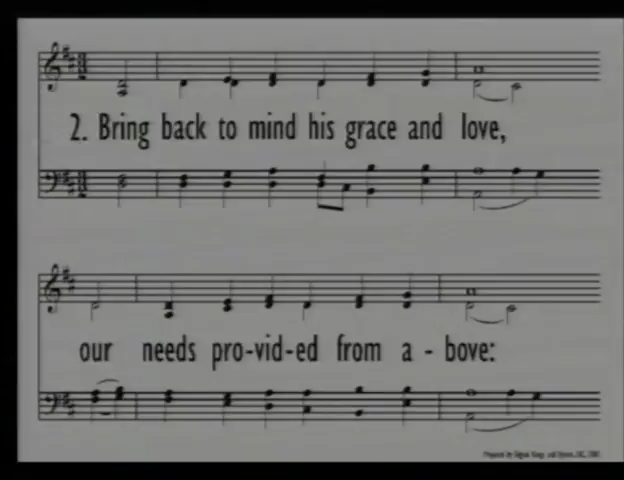 2. Bring back to mind his grace and love,
our needs pro-vid-ed from a - bove: